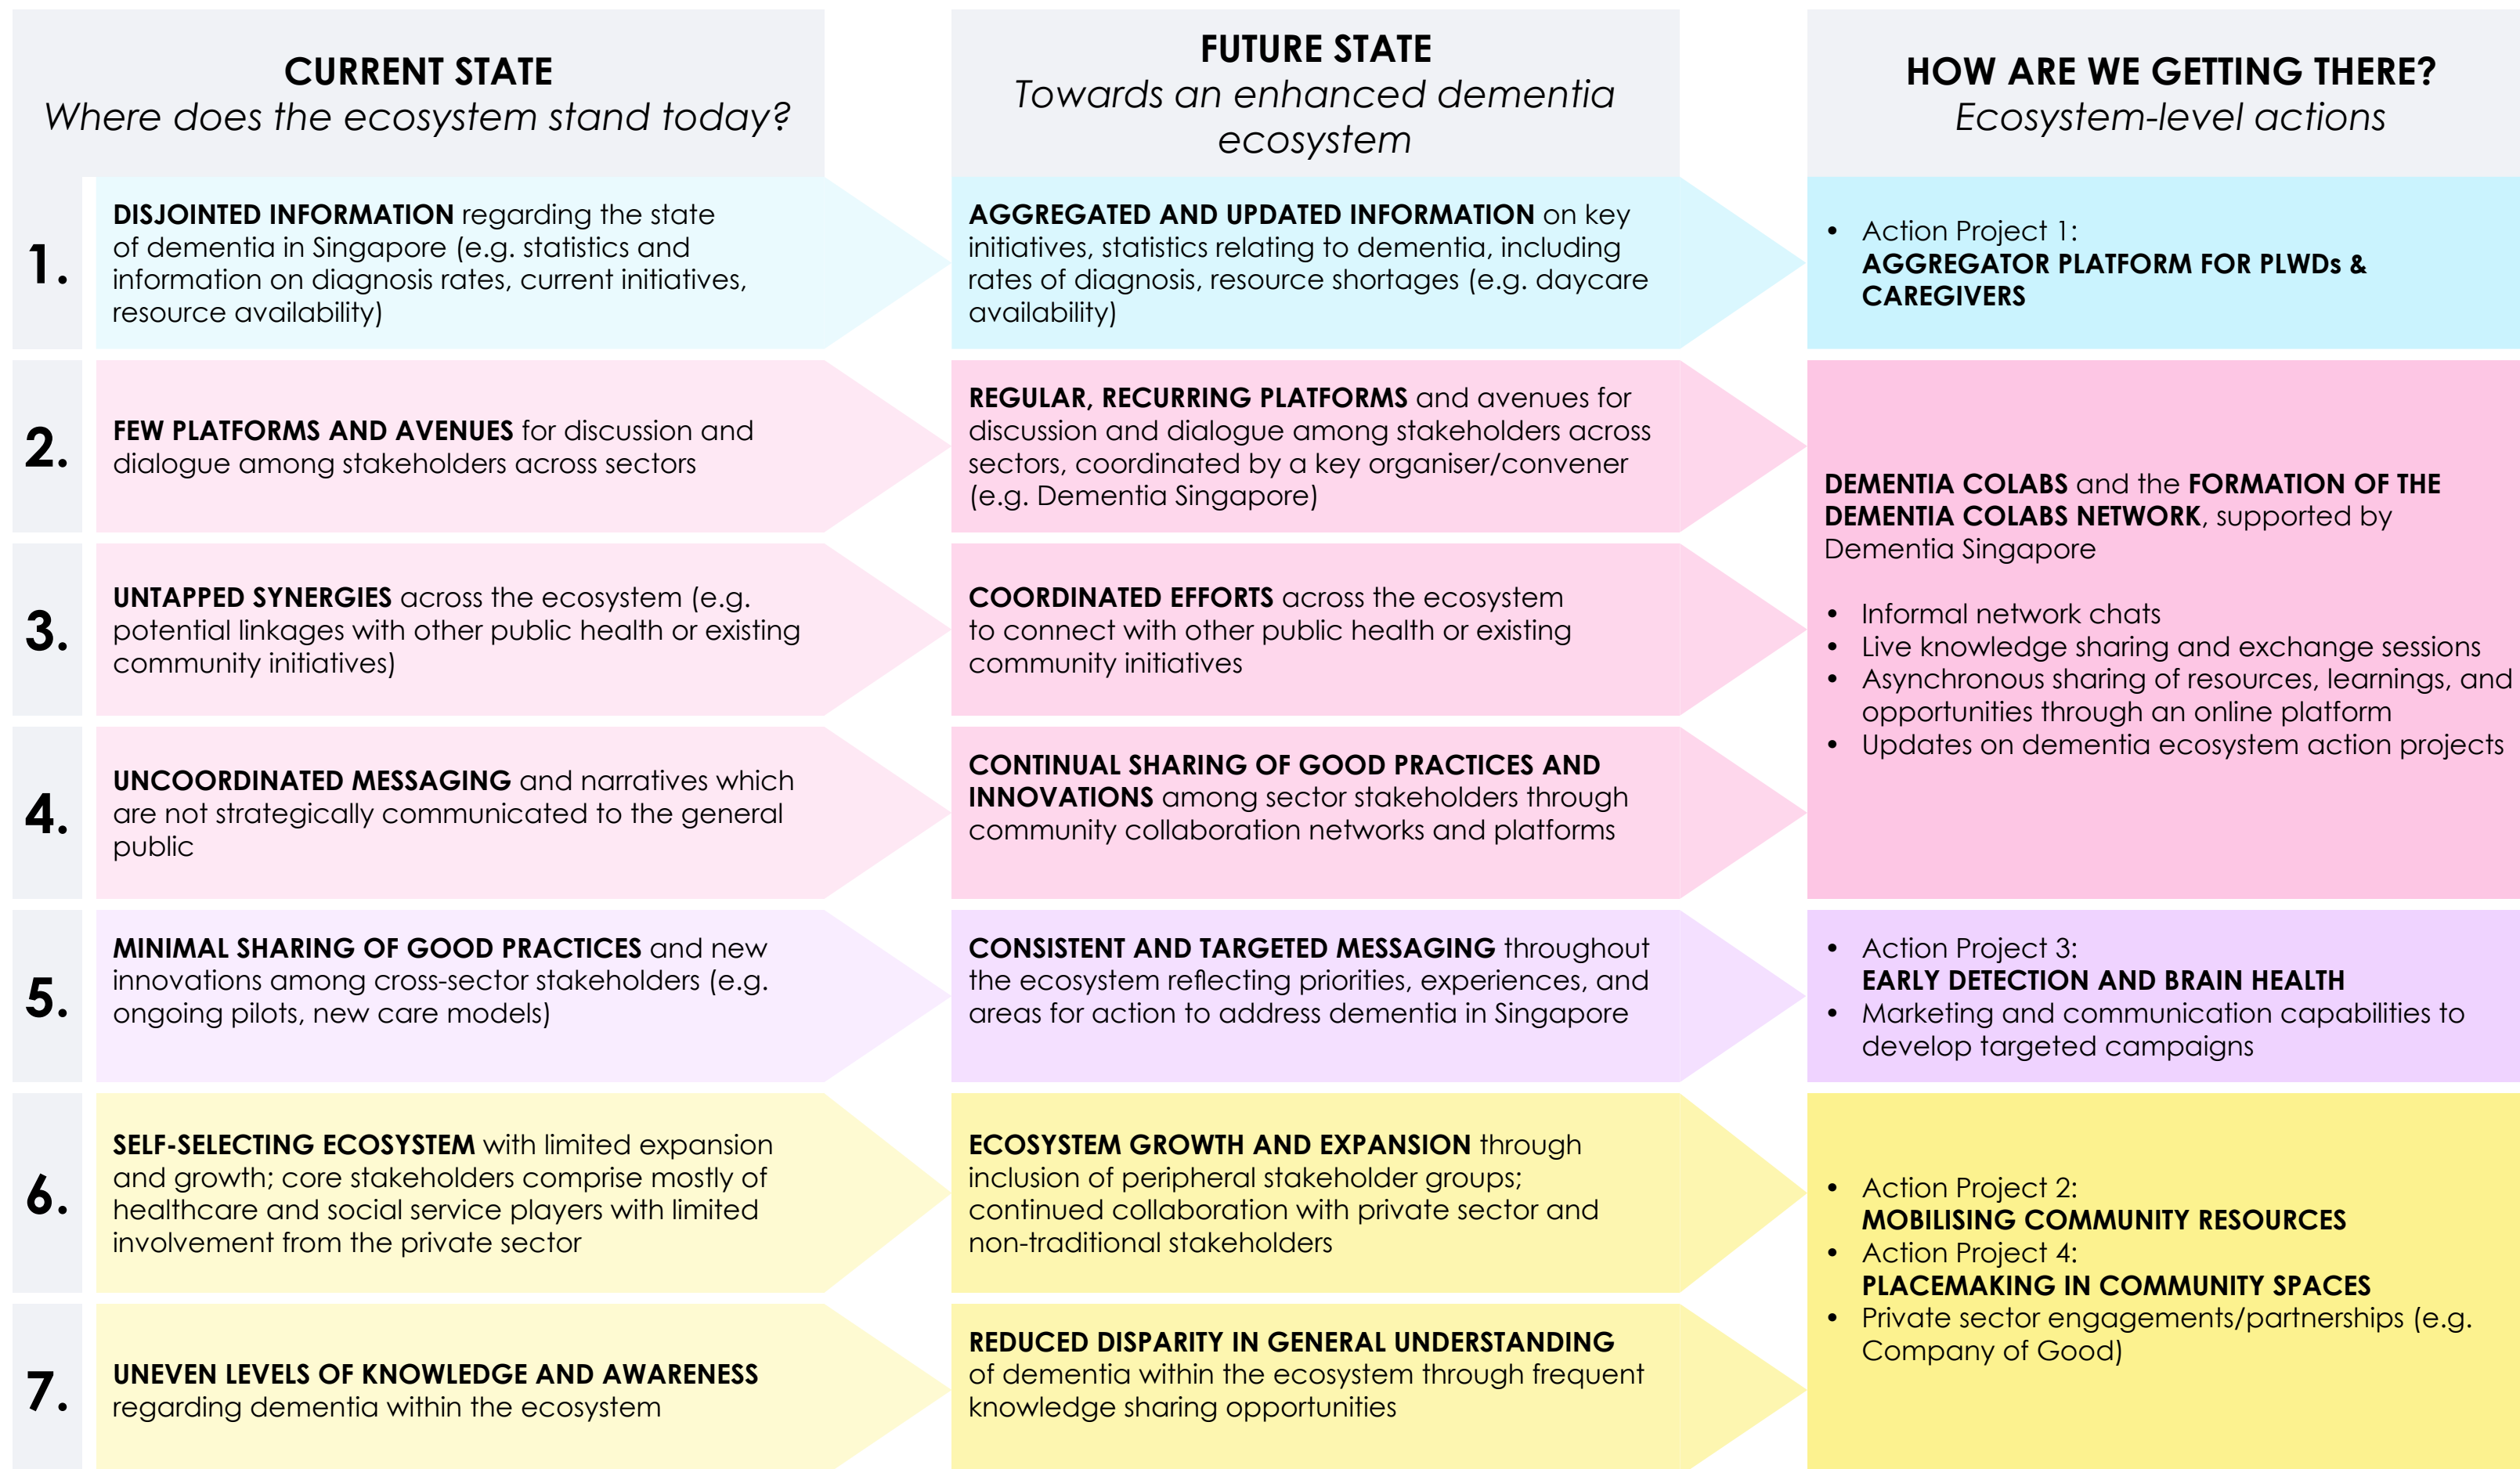 CURRENT STATE
Where does the ecosystem stand today?
FUTURE STATE
Towards an enhanced dementia
ecosystem
HOW ARE WE GETTING THERE?
Ecosystem-level actions
1.
DISJOINTED INFORMATION regarding the state
of dementia in Singapore (e.g. statistics and
information on diagnosis rates, current initiatives,
resource availability)
AGGREGATED AND UPDATED INFORMATION on key
initiatives, statistics relating to dementia, including
rates of diagnosis, resource shortages (e.g. daycare
availability)
• Action Project 1:
AGGREGATOR PLATFORM FOR PLWDs &
CAREGIVERS
2.
FEW PLATFORMS AND AVENUES for discussion and
dialogue among stakeholders across sectors
REGULAR, RECURRING PLATFORMS and avenues for
discussion and dialogue among stakeholders across
sectors, coordinated by a key organiser/convener
(e.g. Dementia Singapore)
3.
UNTAPPED SYNERGIES across the ecosystem (e.g.
potential linkages with other public health or existing
community initiatives)
COORDINATED EFFORTS across the ecosystem
to connect with other public health or existing
community initiatives
4.
UNCOORDINATED MESSAGING and narratives which
are not strategically communicated to the general
public
CONTINUAL SHARING OF GOOD PRACTICES AND
INNOVATIONS among sector stakeholders through
community collaboration networks and platforms
DEMENTIA COLABS and the FORMATION OF THE
DEMENTIA COLABS NETWORK, supported by
Dementia Singapore
• Informal network chats
• Live knowledge sharing and exchange sessions
• Asynchronous sharing of resources, learnings, and
opportunities through an online platform
• Updates on dementia ecosystem action projects
5.
MINIMAL SHARING OF GOOD PRACTICES and new
innovations among cross-sector stakeholders (e.g.
ongoing pilots, new care models)
CONSISTENT AND TARGETED MESSAGING throughout
the ecosystem reflecting priorities, experiences, and
areas for action to address dementia in Singapore
• Action Project 3:
EARLY DETECTION AND BRAIN HEALTH
• Marketing and communication capabilities to
develop targeted campaigns
6.
SELF-SELECTING ECOSYSTEM with limited expansion
and growth; core stakeholders comprise mostly of
healthcare and social service players with limited
involvement from the private sector
ECOSYSTEM GROWTH AND EXPANSION through
inclusion of peripheral stakeholder groups;
continued collaboration with private sector and
non-traditional stakeholders
7.
UNEVEN LEVELS OF KNOWLEDGE AND AWARENESS
regarding dementia within the ecosystem
REDUCED DISPARITY IN GENERAL UNDERSTANDING
of dementia within the ecosystem through frequent
knowledge sharing opportunities
• Action Project 2:
MOBILISING COMMUNITY RESOURCES
• Action Project 4:
PLACEMAKING IN COMMUNITY SPACES
• Private sector engagements/partnerships (e.g.
Company of Good)